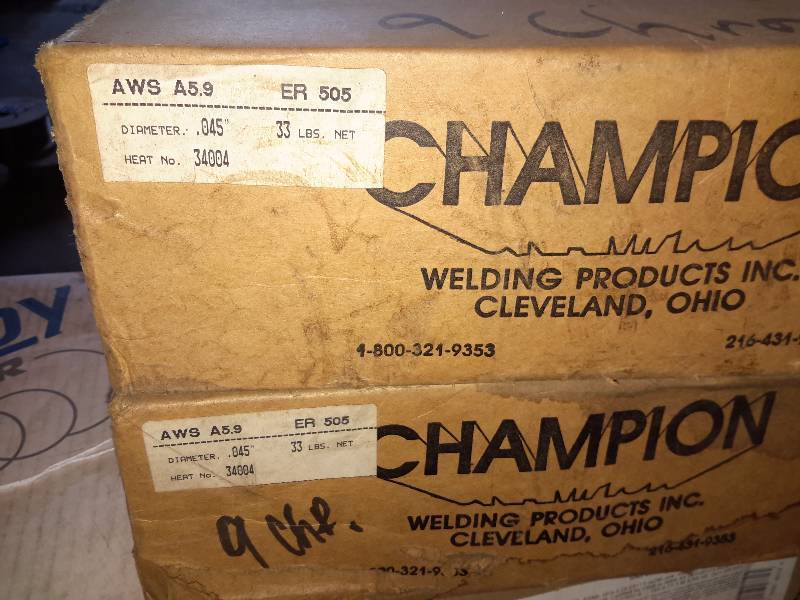 9 Chro
AWS A5.9 ER 505
DIAMETER. .045" 33 LBS. NET
HEAT No. 34004
CHAMPIO
WELDING PRODUCTS INC.
CLEVELAND, OHIO
1-800-321-9353 216-431-
AWS A5.9 ER 505
DIAMETER. .045" 33 LBS. NET
HEAT No. 34004
CHAMPION
WELDING PRODUCTS INC.
CLEVELAND, OHIO
9 Chr.
216-431-9353